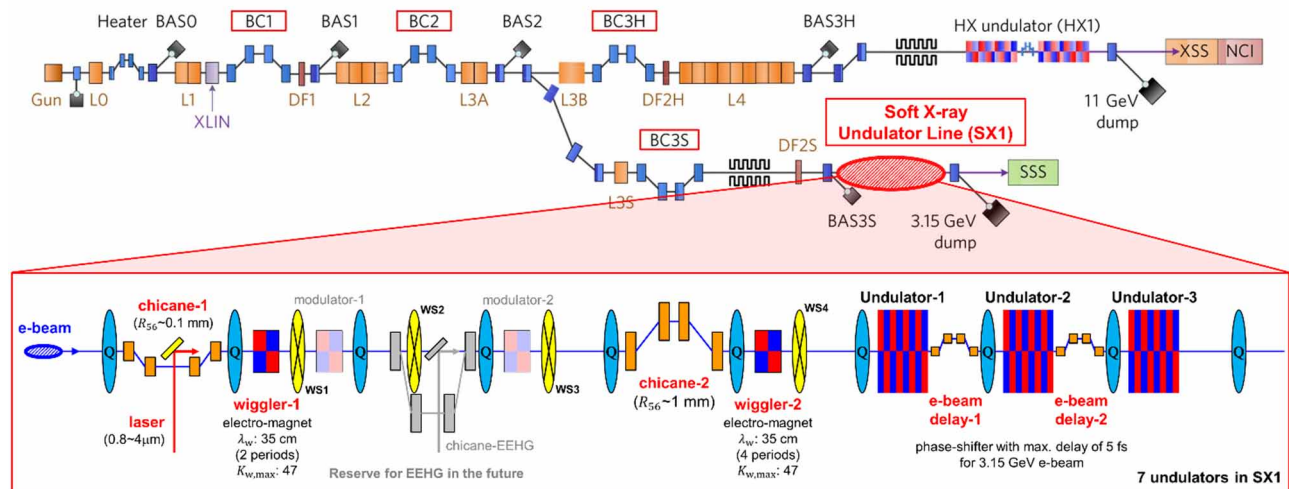 Heater BAS0
BC1
BAS1
BC2
BAS2
BC3H
BAS3H
HX undulator (HX1)
XSS NCI
Gun L0
L1
XLIN
DF1
L2
L3A
L3B
DF2H
L4
11 GeV
dump
Soft X-ray
Undulator Line (SX1)
BC3S
DF2S
SSS
L3S
BAS3S
3.15 GeV
dump
chicane-1
(R₅₆~0.1 mm)
modulator-1
WS2
modulator-2
WS4
Undulator-1
Undulator-2
Undulator-3
e-beam
Q
Q
Q
Q
Q
Q
Q
Q
Q
Q
WS1
WS3
chicane-2
(R₅₆~1 mm)
laser
(0.8~4μm)
wiggler-1
electro-magnet
λw: 35 cm
(2 periods)
Kw,max: 47
chicane-EEHG
Reserve for EEHG in the future
wiggler-2
electro-magnet
λw: 35 cm
(4 periods)
Kw,max: 47
e-beam
delay-1
e-beam
delay-2
phase-shifter with max. delay of 5 fs
for 3.15 GeV e-beam
7 undulators in SX1